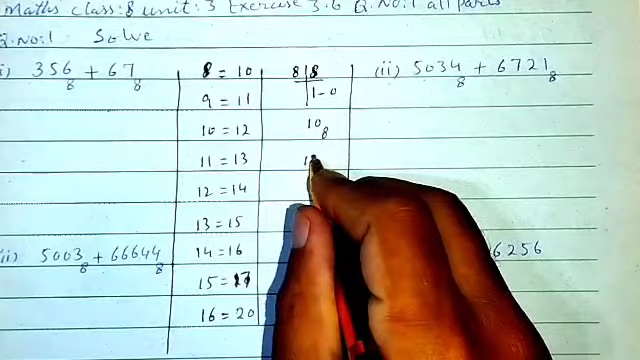 Maths class:8 unit:3 Exercise 3.6 Q.No:1 all parts
Q.No:1 Solve
i) 356₈ + 67₈
8 = 10
9 = 11
10 = 12
11 = 13
12 = 14
13 = 15
14 = 16
15 = 17
16 = 20
8 | 8
1 - 0
10₈
(ii) 5034₈ + 6721₈
iii) 5003₈ + 66644₈
6256